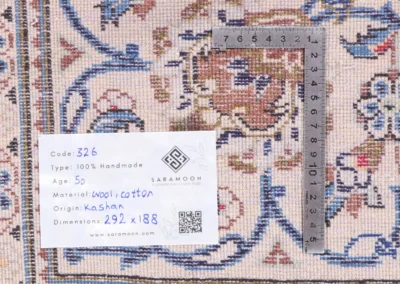 7 6 5 4 3 2 1
1 2 3 4 5 6 7 8 9 10 1 2 3 4 5
Code: 326
Type: 100% Handmade
Age: 50
Material: wool, cotton
Origin: Kashan
Dimensions: 292 x 188
SARAMOON
www.saramoon.com